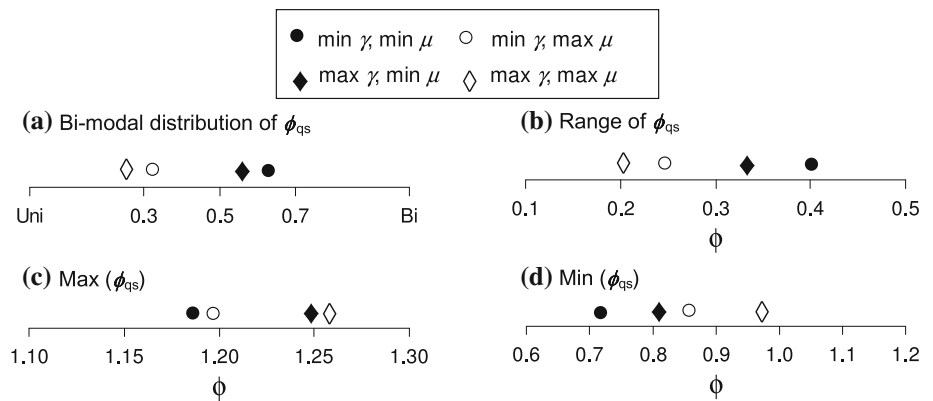 min γ, min μ   min γ, max μ
max γ, min μ   max γ, max μ
(a) Bi-modal distribution of ϕqs
Uni 0.3 0.5 0.7 Bi
(b) Range of ϕqs
0.1 0.2 0.3 0.4 0.5
ϕ
(c) Max (ϕqs)
1.10 1.15 1.20 1.25 1.30
ϕ
(d) Min (ϕqs)
0.6 0.7 0.8 0.9 1.0 1.1 1.2
ϕ